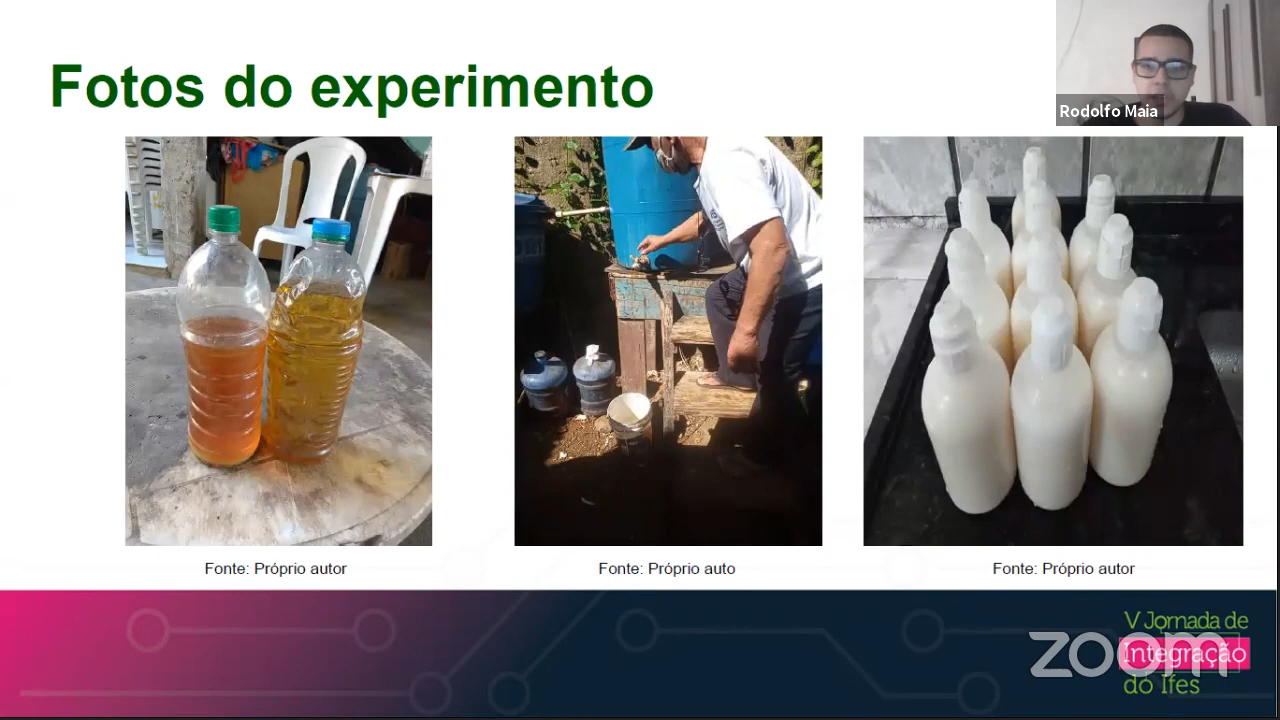 Fotos do experimento
Rodolfo Maia
Fonte: Próprio autor
Fonte: Próprio auto
Fonte: Próprio autor
V Jornada de
Integração
do Ifes
zoom